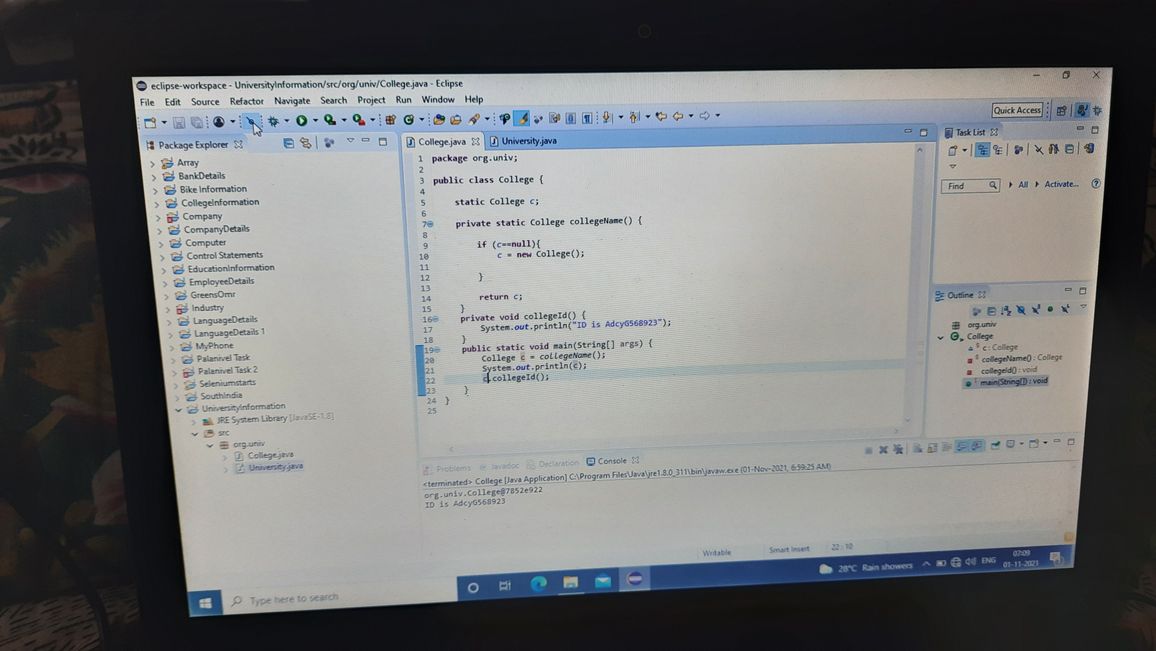 eclipse-workspace - UniversityInformation/src/org/univ/College.java - Eclipse
File Edit Source Refactor Navigate Search Project Run Window Help
Quick Access
Package Explorer
Array
BankDetails
Bike Information
CollegeInformation
Company
CompanyDetails
Computer
Control Statements
EducationInformation
EmployeeDetails
GreensOmr
Industry
LanguageDetails
LanguageDetails 1
MyPhone
Palanivel Task
Palanivel Task 2
Seleniumstarts
SouthIndia
UniversityInformation
JRE System Library [JavaSE-1.8]
src
org.univ
College.java
University.java
College.java University.java
1 package org.univ;
2
3 public class College {
4
5 static College c;
6
7 private static College collegeName() {
8
9 if (c==null){
10 c = new College();
11
12 }
13
14 return c;
15 }
16 private void collegeId() {
17 System.out.println("ID is AdcyG568923");
18 }
19 public static void main(String[] args) {
20 College c = collegeName();
21 System.out.println(c);
22 c.collegeId();
23 }
24 }
25
Task List
Find All Activate...
Outline
org.univ
College
c : College
collegeName() : College
collegeId() : void
main(String[]) : void
Problems Javadoc Declaration Console
<terminated> College [Java Application] C:\Program Files\Java\jre1.8.0_311\bin\javaw.exe (01-Nov-2021, 6:59:25 AM)
org.univ.College@7852e922
ID is AdcyG568923
Writable Smart Insert 22 : 10
Type here to search
28°C Rain showers ENG
07:09
01-11-2021